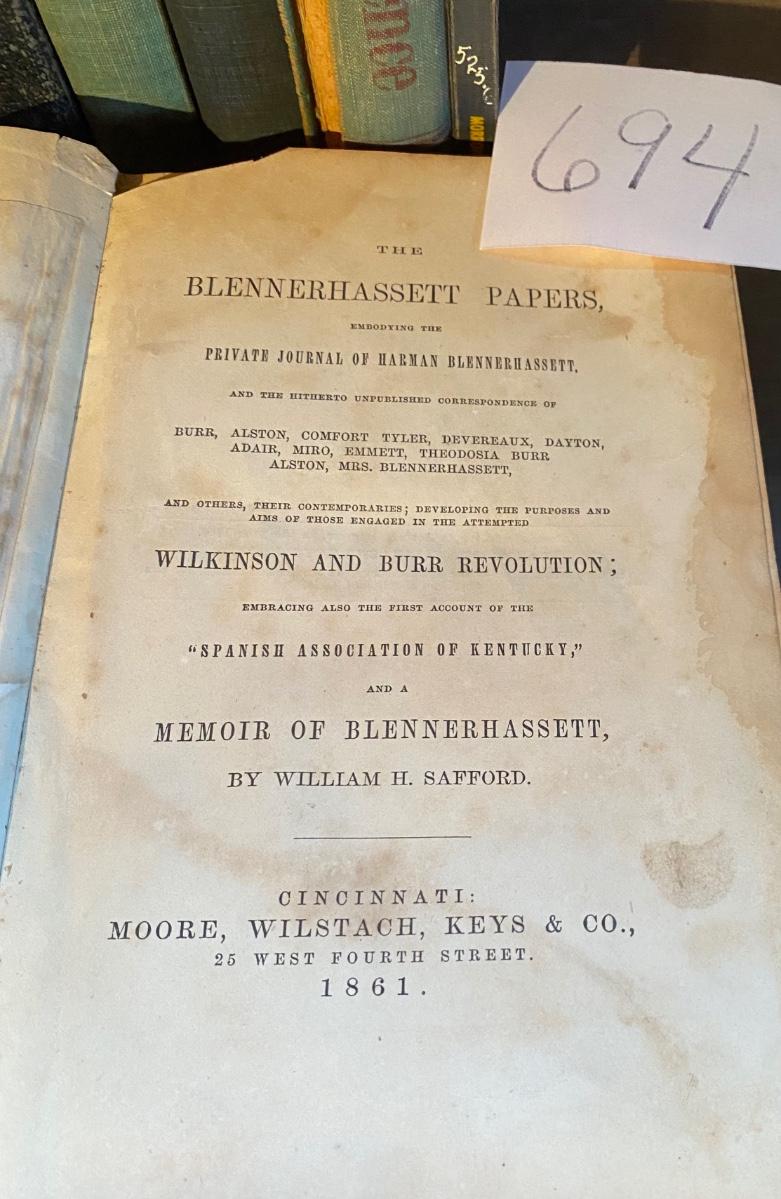 ence
525.
MOR
694
THE
BLENNERHASSETT PAPERS,
EMBODYING THE
PRIVATE JOURNAL OF HARMAN BLENNERHASSETT,
AND THE HITHERTO UNPUBLISHED CORRESPONDENCE OF
BURR, ALSTON, COMFORT TYLER, DEVEREAUX, DAYTON,
ADAIR, MIRO, EMMETT, THEODOSIA BURR
ALSTON, MRS. BLENNERHASSETT,
AND OTHERS, THEIR CONTEMPORARIES; DEVELOPING THE PURPOSES AND
AIMS OF THOSE ENGAGED IN THE ATTEMPTED
WILKINSON AND BURR REVOLUTION;
EMBRACING ALSO THE FIRST ACCOUNT OF THE
"SPANISH ASSOCIATION OF KENTUCKY,"
AND A
MEMOIR OF BLENNERHASSETT,
BY WILLIAM H. SAFFORD.
CINCINNATI:
MOORE, WILSTACH, KEYS & CO.,
25 WEST FOURTH STREET.
1861.